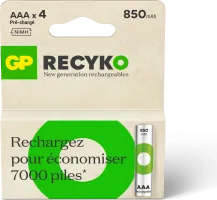 AAA x 4
850mAh
Pré-chargé
NiMH
GP RECYKO
New generation rechargeables
Rechargez
pour économiser
7000 piles*
850
AAA